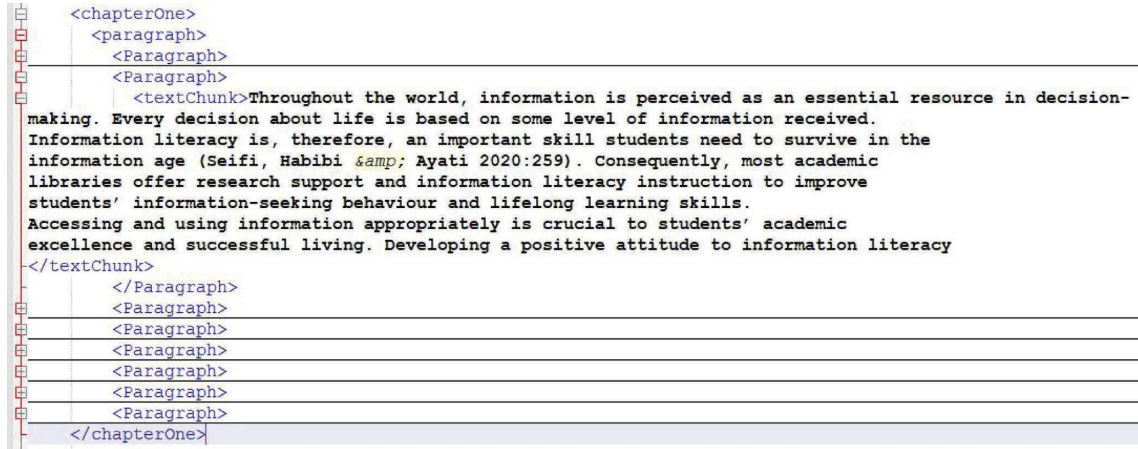 <chapterOne>
<paragraph>
<Paragraph>
<Paragraph>
<textChunk>Throughout the world, information is perceived as an essential resource in decision-
making. Every decision about life is based on some level of information received.
Information literacy is, therefore, an important skill students need to survive in the
information age (Seifi, Habibi &amp; Ayati 2020:259). Consequently, most academic
libraries offer research support and information literacy instruction to improve
students’ information-seeking behaviour and lifelong learning skills.
Accessing and using information appropriately is crucial to students’ academic
excellence and successful living. Developing a positive attitude to information literacy
</textChunk>
</Paragraph>
<Paragraph>
<Paragraph>
<Paragraph>
<Paragraph>
<Paragraph>
<Paragraph>
</chapterOne>